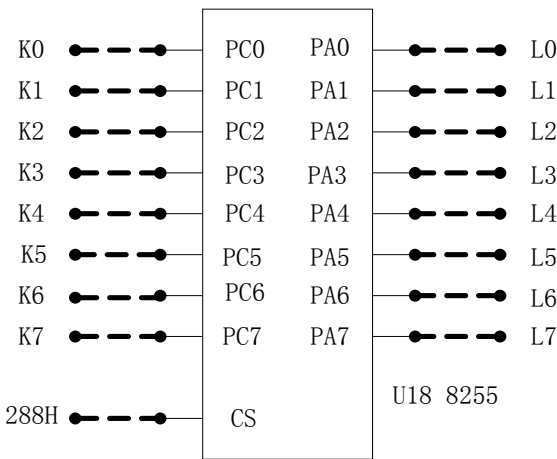 K0 PC0 PA0 L0
K1 PC1 PA1 L1
K2 PC2 PA2 L2
K3 PC3 PA3 L3
K4 PC4 PA4 L4
K5 PC5 PA5 L5
K6 PC6 PA6 L6
K7 PC7 PA7 L7
U18 8255
288H CS